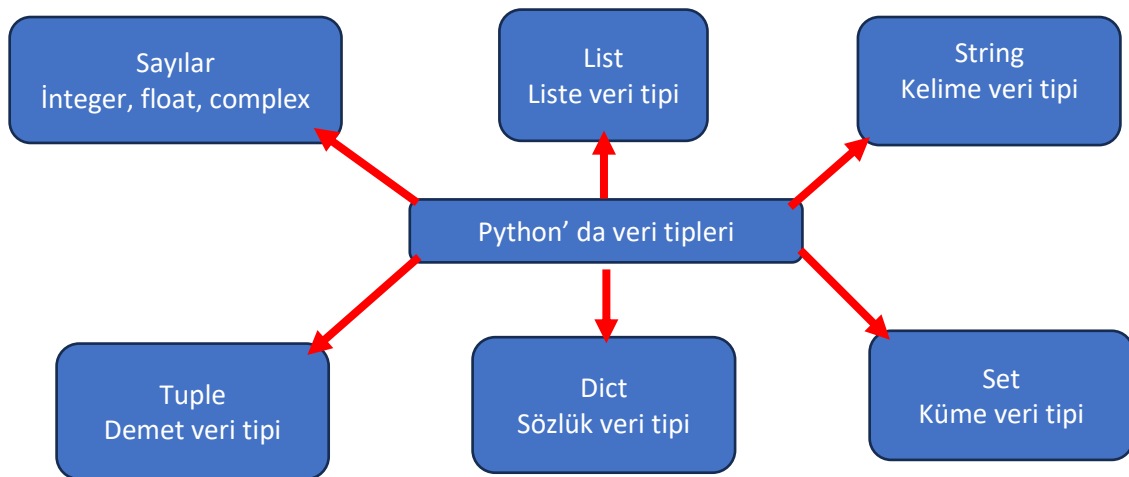 Sayılar
İnteger, float, complex
List
Liste veri tipi
String
Kelime veri tipi
Python’ da veri tipleri
Tuple
Demet veri tipi
Dict
Sözlük veri tipi
Set
Küme veri tipi